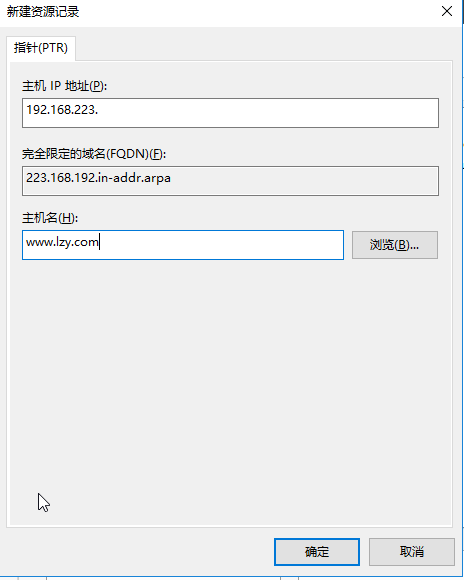 新建资源记录
指针(PTR)
主机 IP 地址(P):
192.168.223.
完全限定的域名(FQDN)(F):
223.168.192.in-addr.arpa
主机名(H):
www.lzy.com
浏览(B)...
确定
取消